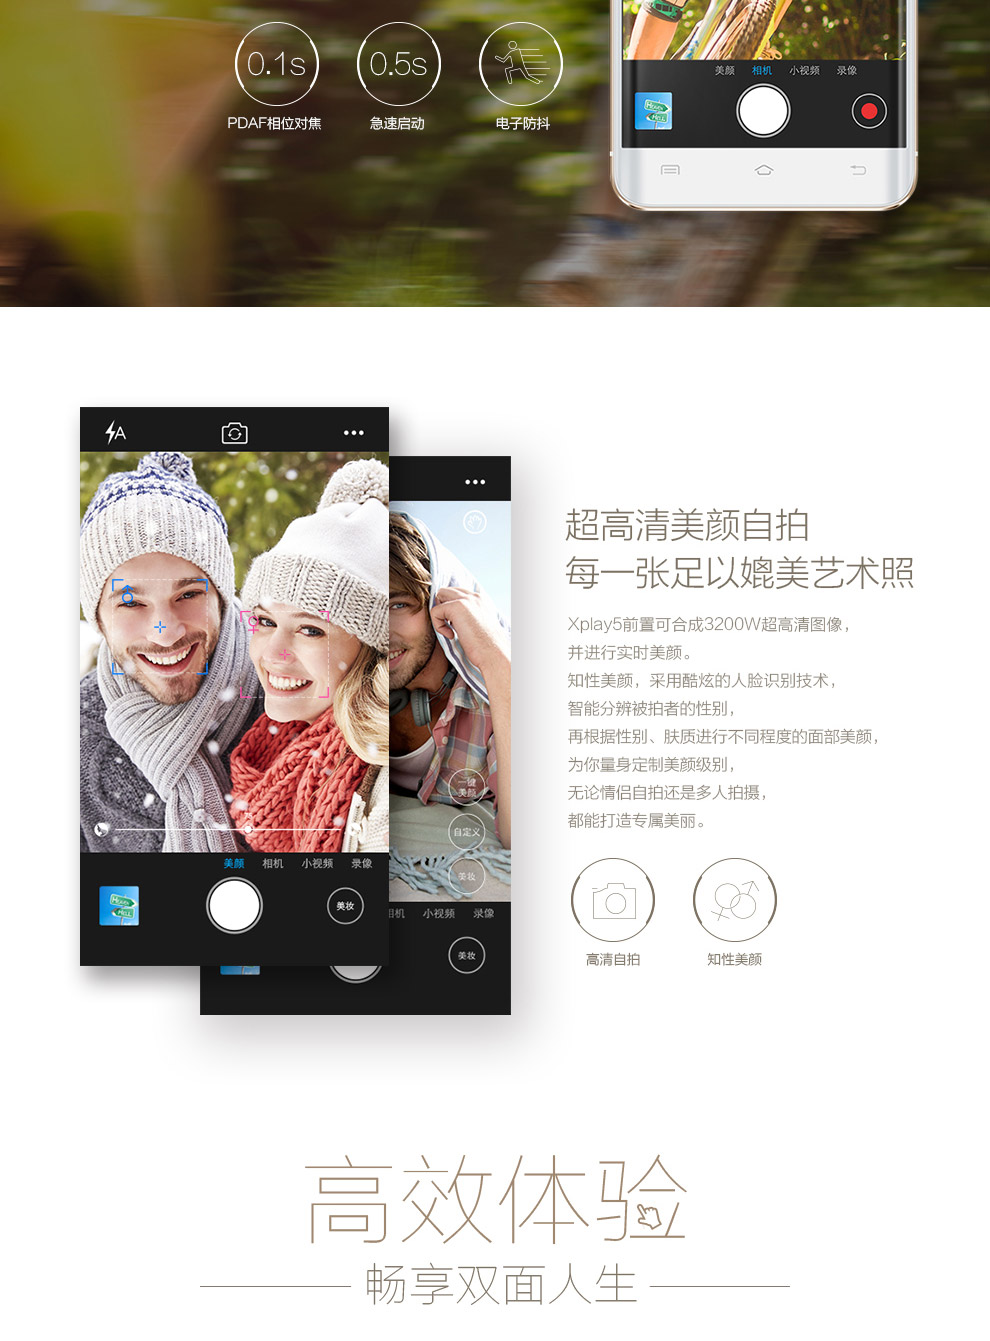 0.1s
0.5s
PDAF相位对焦
急速启动
电子防抖
美颜 相机 小视频 录像
HEAVEN
HELL
A
超高清美颜自拍
每一张足以媲美艺术照
Xplay5前置可合成3200W超高清图像，
并进行实时美颜。
知性美颜，采用酷炫的人脸识别技术，
智能分辨被拍者的性别，
再根据性别、肤质进行不同程度的面部美颜，
为你量身定制美颜级别，
无论情侣自拍还是多人拍摄，
都能打造专属美丽。
一键
美颜
自定义
美妆
美颜 相机 小视频 录像
HEAVEN
HELL
美妆
相机 小视频 录像
美妆
高清自拍
知性美颜
高效体验
畅享双面人生